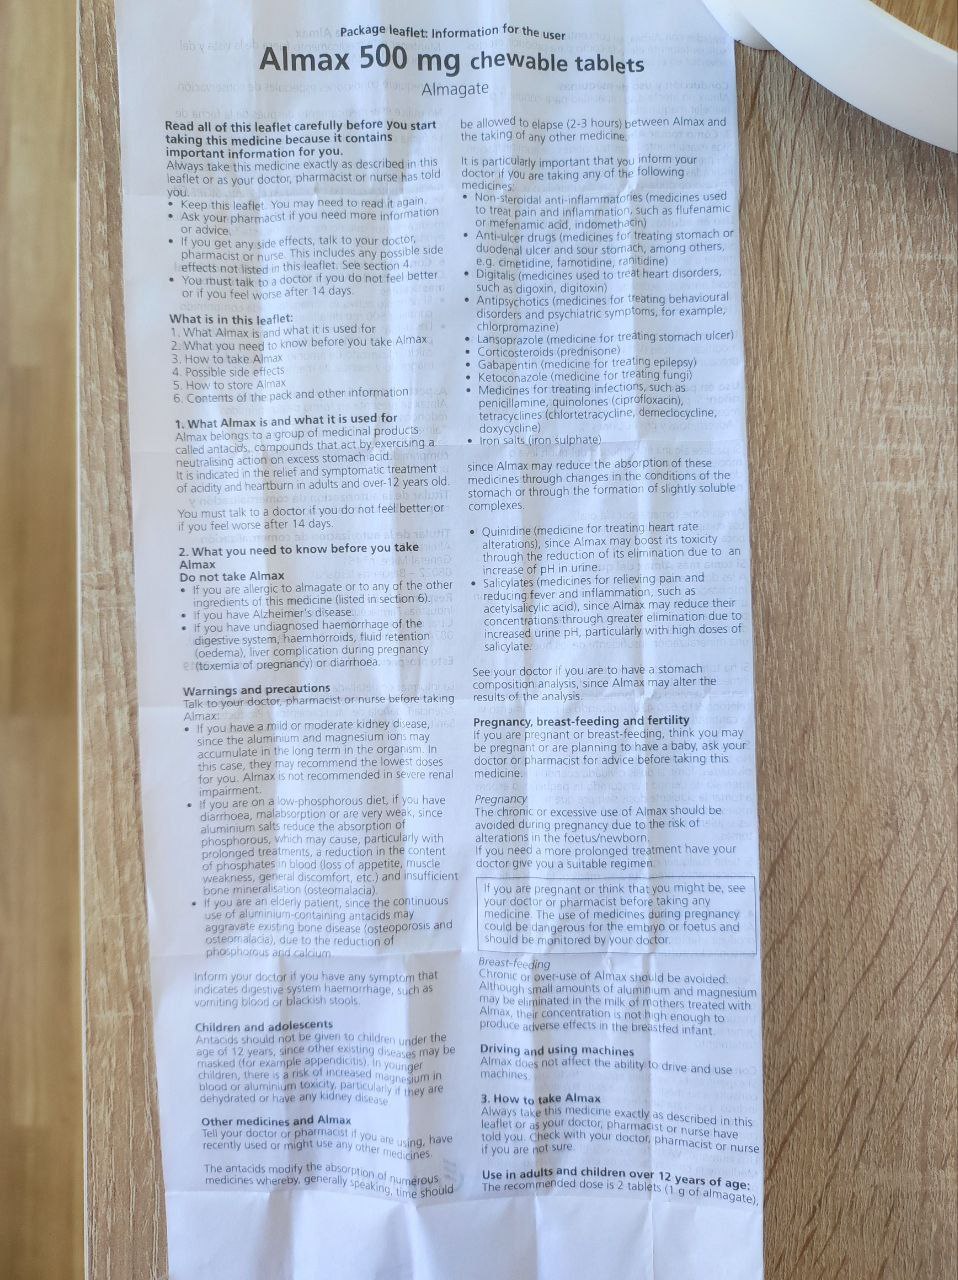 Package leaflet: Information for the user
Almax 500 mg chewable tablets
Almagate
Read all of this leaflet carefully before you start
taking this medicine because it contains
important information for you.
Always take this medicine exactly as described in this
leaflet or as your doctor, pharmacist or nurse has told
you.
• Keep this leaflet. You may need to read it again.
• Ask your pharmacist if you need more information
or advice.
• If you get any side effects, talk to your doctor,
pharmacist or nurse. This includes any possible side
effects not listed in this leaflet. See section 4.
• You must talk to a doctor if you do not feel better
or if you feel worse after 14 days.
What is in this leaflet:
1. What Almax is and what it is used for
2. What you need to know before you take Almax
3. How to take Almax
4. Possible side effects
5. How to store Almax
6. Contents of the pack and other information
1. What Almax is and what it is used for
Almax belongs to a group of medicinal products
called antacids, compounds that act by exercising a
neutralising action on excess stomach acid.
It is indicated in the relief and symptomatic treatment
of acidity and heartburn in adults and over-12 years old.
You must talk to a doctor if you do not feel better or
if you feel worse after 14 days.
2. What you need to know before you take
Almax
Do not take Almax
• If you are allergic to almagate or to any of the other
ingredients of this medicine (listed in section 6).
• If you have Alzheimer's disease.
• If you have undiagnosed haemorrhage of the
digestive system, haemhorroids, fluid retention
(oedema), liver complication during pregnancy
(toxemia of pregnancy) or diarrhoea.
Warnings and precautions
Talk to your doctor, pharmacist or nurse before taking
Almax:
• If you have a mild or moderate kidney disease,
since the aluminium and magnesium ions may
accumulate in the long term in the organism. In
this case, they may recommend the lowest doses
for you. Almax is not recommended in severe renal
impairment.
• If you are on a low-phosphorous diet, if you have
diarrhoea, malabsorption or are very weak, since
aluminium salts reduce the absorption of
phosphorous, which may cause, particularly with
prolonged treatments, a reduction in the content
of phosphates in blood (loss of appetite, muscle
weakness, general discomfort, etc.) and insufficient
bone mineralisation (osteomalacia).
• If you are an elderly patient, since the continuous
use of aluminium-containing antacids may
aggravate existing bone disease (osteoporosis and
osteomalacia), due to the reduction of
phosphorous and calcium.
Inform your doctor if you have any symptom that
indicates digestive system haemorrhage, such as
vomiting blood or blackish stools.
Children and adolescents
Antacids should not be given to children under the
age of 12 years, since other existing diseases may be
masked (for example appendicitis). In younger
children, there is a risk of increased magnesium in
blood or aluminium toxicity, particularly if they are
dehydrated or have any kidney disease
Other medicines and Almax
Tell your doctor or pharmacist if you are using, have
recently used or might use any other medicines.
The antacids modify the absorption of numerous
medicines whereby, generally speaking, time should
be allowed to elapse (2-3 hours) between Almax and
the taking of any other medicine.
It is particularly important that you inform your
doctor if you are taking any of the following
medicines:
• Non-steroidal anti-inflammatories (medicines used
to treat pain and inflammation, such as flufenamic
or mefenamic acid, indomethacin)
• Anti-ulcer drugs (medicines for treating stomach or
duodenal ulcer and sour stomach, among others,
e.g. cimetidine, famotidine, ranitidine)
• Digitalis (medicines used to treat heart disorders,
such as digoxin, digitoxin)
• Antipsychotics (medicines for treating behavioural
disorders and psychiatric symptoms, for example,
chlorpromazine)
• Lansoprazole (medicine for treating stomach ulcer)
• Corticosteroids (prednisone)
• Gabapentin (medicine for treating epilepsy)
• Ketoconazole (medicine for treating fungi)
• Medicines for treating infections, such as
penicillamine, quinolones (ciprofloxacin),
tetracyclines (chlortetracycline, demeclocycline,
doxycycline)
• Iron salts (iron sulphate)
since Almax may reduce the absorption of these
medicines through changes in the conditions of the
stomach or through the formation of slightly soluble
complexes.
• Quinidine (medicine for treating heart rate
alterations), since Almax may boost its toxicity
through the reduction of its elimination due to an
increase of pH in urine.
• Salicylates (medicines for relieving pain and
reducing fever and inflammation, such as
acetylsalicylic acid), since Almax may reduce their
concentrations through greater elimination due to
increased urine pH, particularly with high doses of
salicylate.
See your doctor if you are to have a stomach
composition analysis, since Almax may alter the
results of the analysis.
Pregnancy, breast-feeding and fertility
If you are pregnant or breast-feeding, think you may
be pregnant or are planning to have a baby, ask your
doctor or pharmacist for advice before taking this
medicine.
Pregnancy
The chronic or excessive use of Almax should be
avoided during pregnancy due to the risk of
alterations in the foetus/newborn.
If you need a more prolonged treatment have your
doctor give you a suitable regimen.
If you are pregnant or think that you might be, see
your doctor or pharmacist before taking any
medicine. The use of medicines during pregnancy
could be dangerous for the embryo or foetus and
should be monitored by your doctor.
Breast-feeding
Chronic or over-use of Almax should be avoided.
Although small amounts of aluminium and magnesium
may be eliminated in the milk of mothers treated with
Almax, their concentration is not high enough to
produce adverse effects in the breastfed infant.
Driving and using machines
Almax does not affect the ability to drive and use
machines.
3. How to take Almax
Always take this medicine exactly as described in this
leaflet or as your doctor, pharmacist or nurse have
told you. Check with your doctor, pharmacist or nurse
if you are not sure.
Use in adults and children over 12 years of age:
The recommended dose is 2 tablets (1 g of almagate),